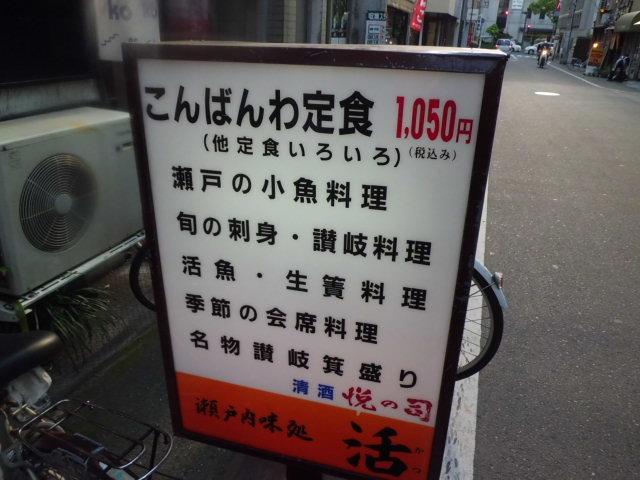 こんばんわ定食 1,050円
(他定食いろいろ)(税込み)
瀬戸の小魚料理
旬の刺身・讃岐料理
活魚・生簀料理
季節の会席料理
名物讃岐箕盛り
清酒 悦の司
瀬戸内味処 活
かつ